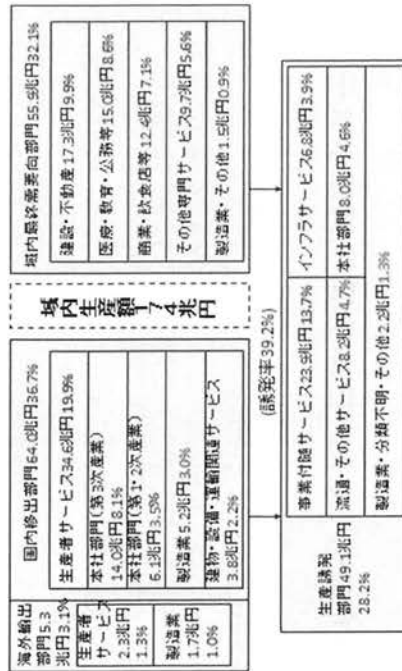 海外輸出
部門5.3
兆円3.1%
生産者
サービス
2.3兆円
1.3%
製造業
1.7兆円
1.0%
国内移出部門64.0兆円36.7%
生産者サービス34.6兆円19.9%
本社部門(第3次産業)
14.0兆円8.1%
本社部門(第1・2次産業)
6.1兆円3.5%
製造業5.2兆円3.0%
建物・設備・運輸関連サービス
3.8兆円2.2%
域内生産額174兆円
域内最終需要向部門55.9兆円32.1%
建設・不動産17.3兆円9.9%
医療・教育・公務等15.0兆円8.6%
商業・飲食店等12.4兆円7.1%
その他専門サービス9.7兆円5.6%
製造業・その他1.5兆円0.9%
(誘発率39.2%)
生産誘発
部門49.1兆円
28.2%
事業付随サービス23.9兆円13.7%
インフラサービス6.8兆円3.9%
流通・その他サービス8.2兆円4.7%
本社部門8.0兆円4.6%
製造業・分類不明・その他2.2兆円1.3%